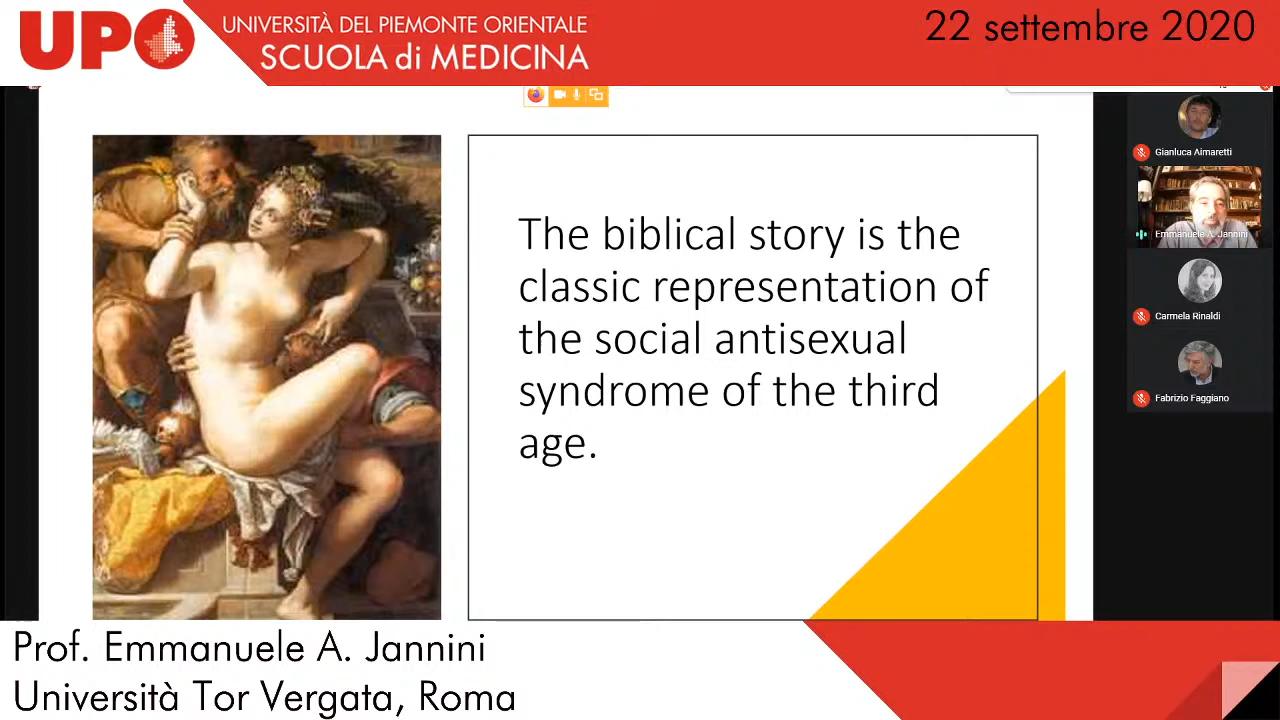 UPO
UNIVERSITÀ DEL PIEMONTE ORIENTALE
SCUOLA di MEDICINA
22 settembre 2020
The biblical story is the
classic representation of
the social antisexual
syndrome of the third
age.
Gianluca Aimaretti
Emmanuele A. Jannini
Carmela Rinaldi
Fabrizio Faggiano
Prof. Emmanuele A. Jannini
Università Tor Vergata, Roma